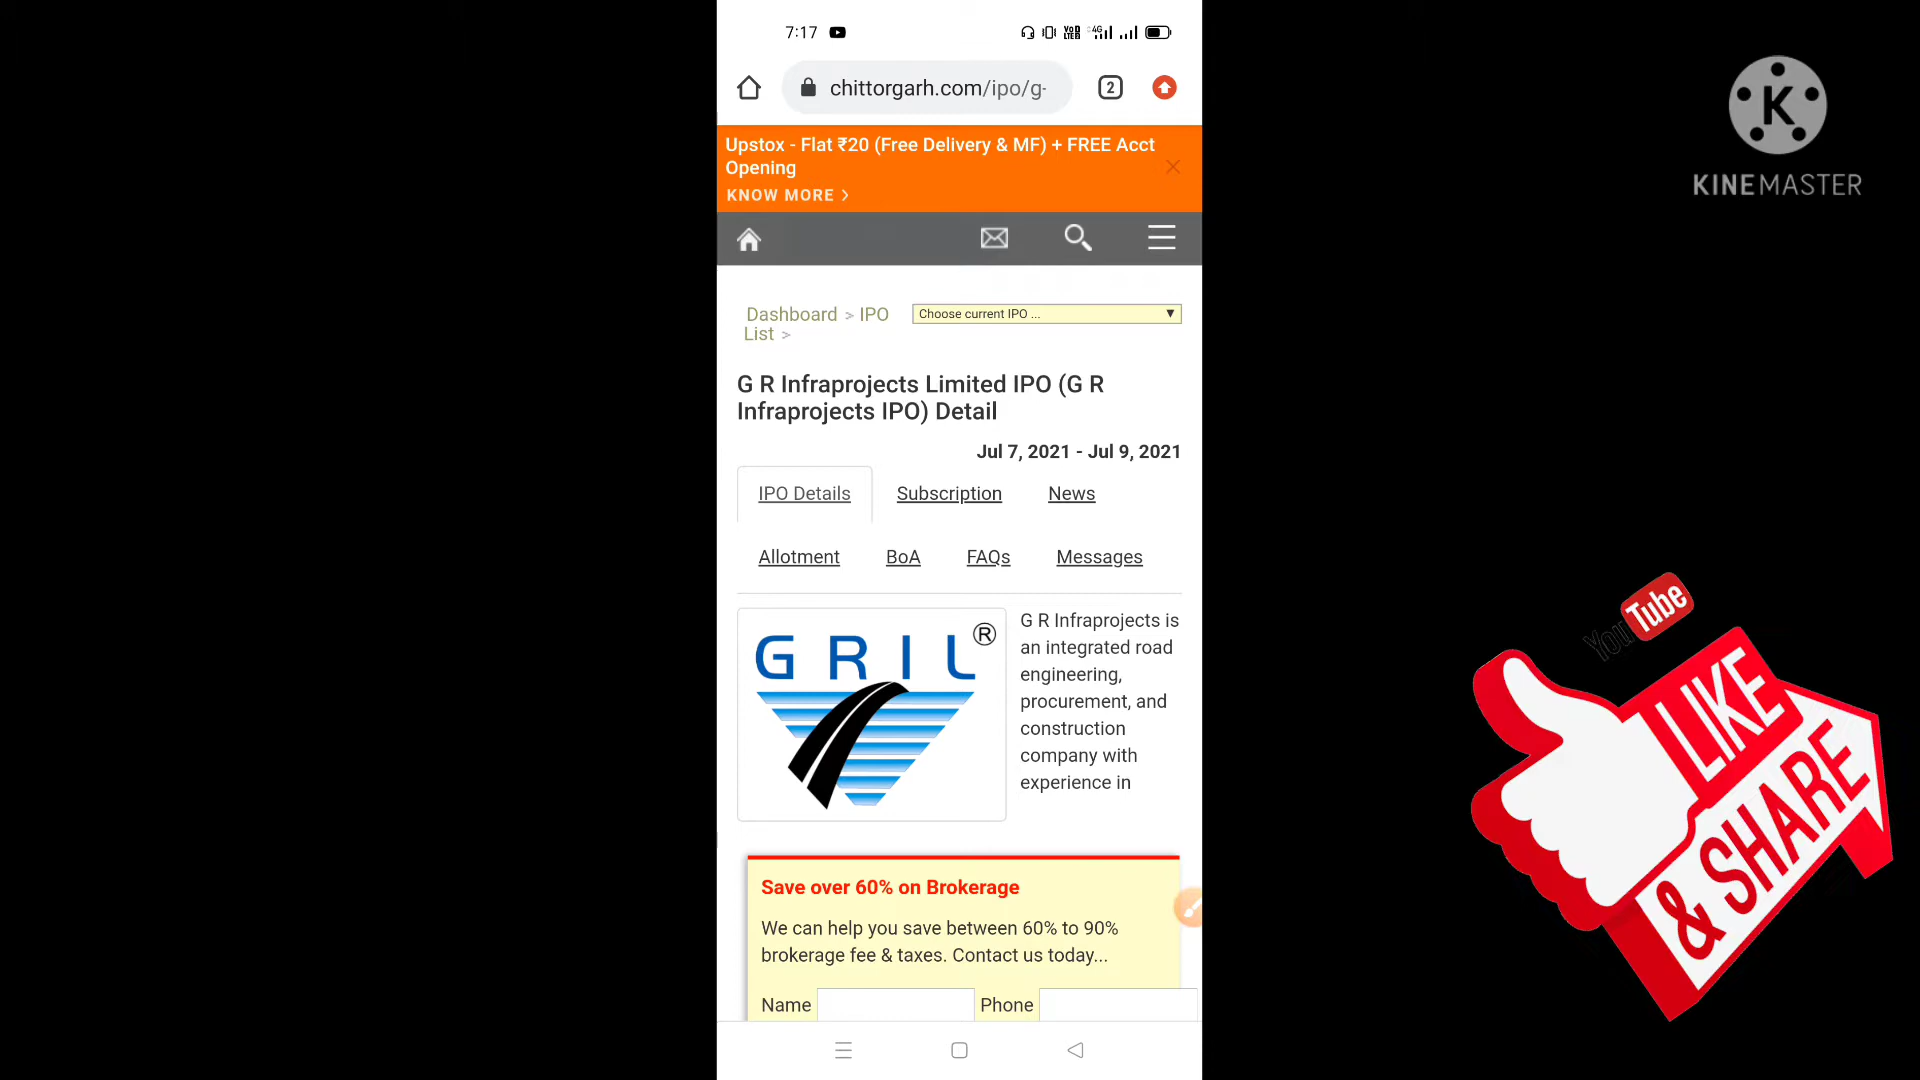 7:17
VoD
LTE
4G
chittorgarh.com/ipo/g-
2
Upstox - Flat ₹20 (Free Delivery & MF) + FREE Acct
Opening
KNOW MORE >
Dashboard > IPO
List >
Choose current IPO ...
G R Infraprojects Limited IPO (G R
Infraprojects IPO) Detail
Jul 7, 2021 - Jul 9, 2021
IPO Details
Subscription
News
Allotment
BoA
FAQs
Messages
GRIL®
G R Infraprojects is
an integrated road
engineering,
procurement, and
construction
company with
experience in
Save over 60% on Brokerage
We can help you save between 60% to 90%
brokerage fee & taxes. Contact us today...
Name
Phone
K
KINEMASTER
YouTube
LIKE
& SHARE